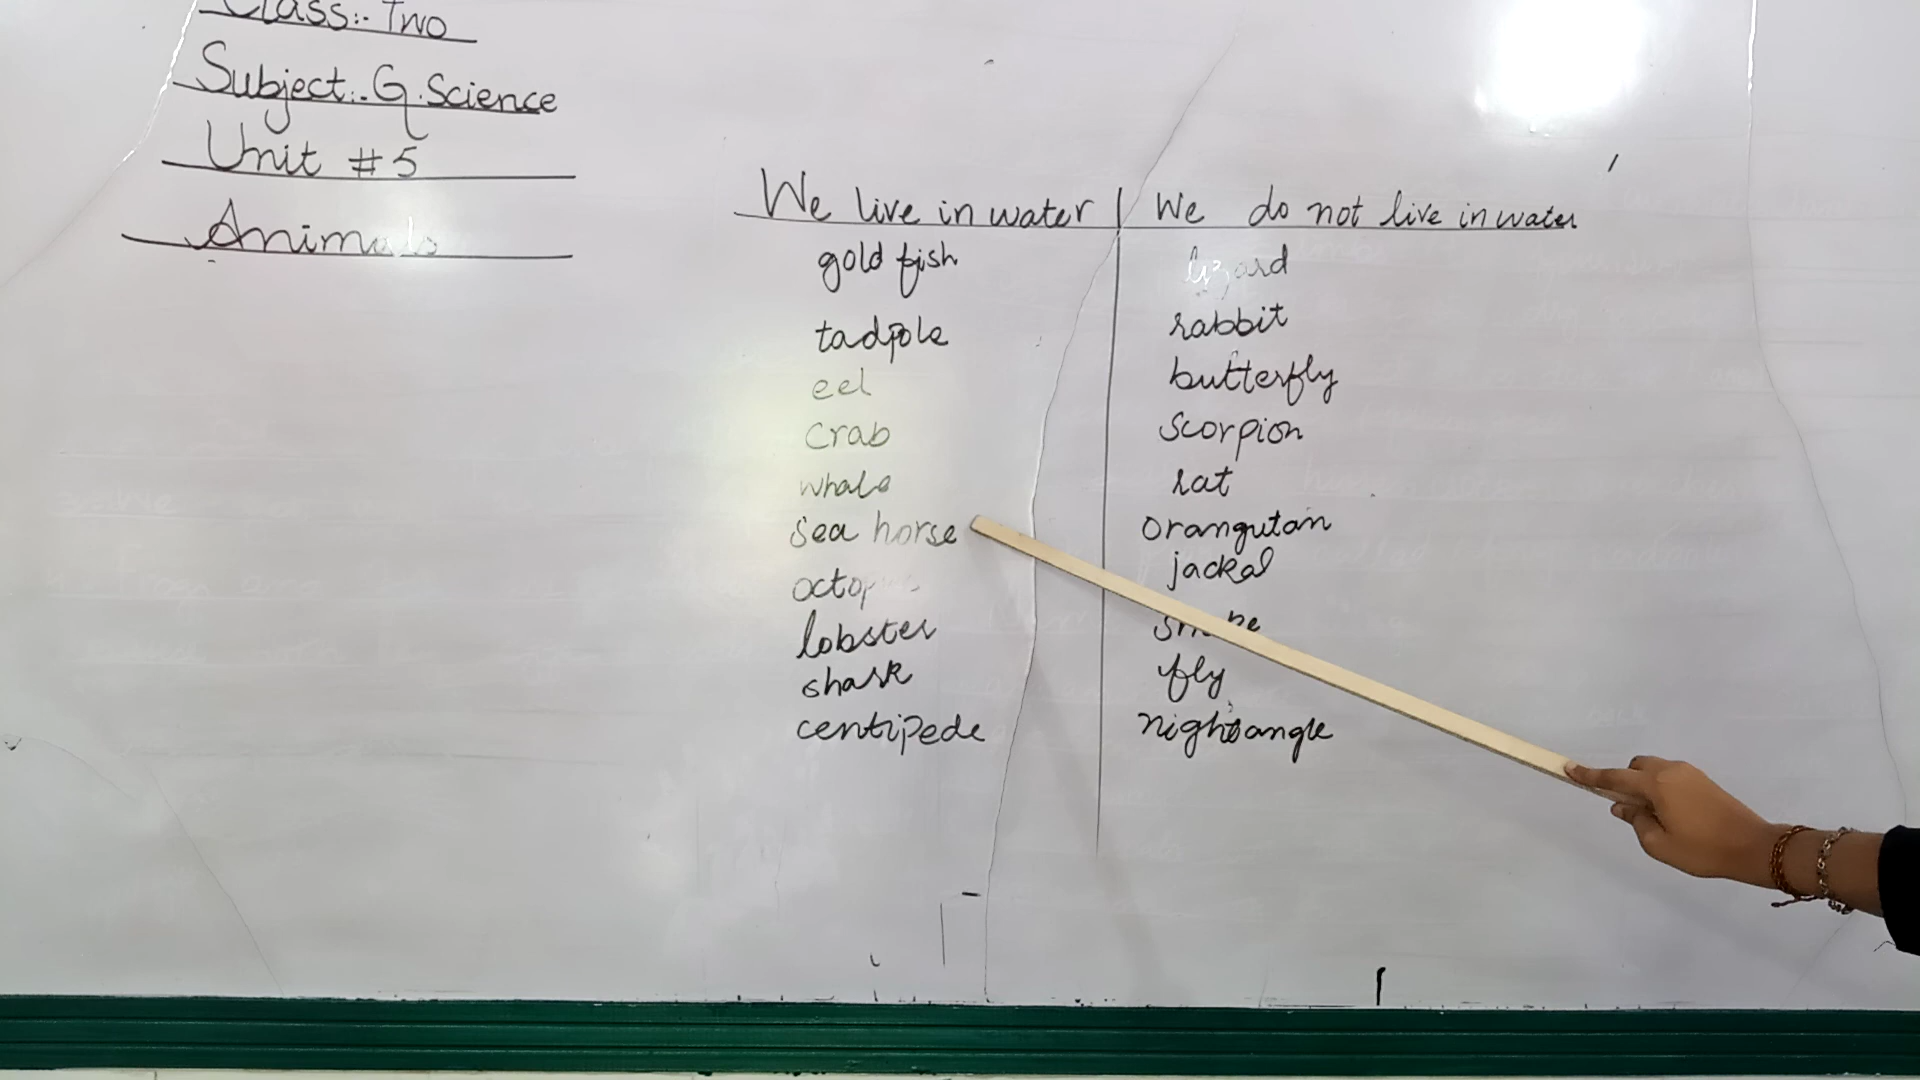 Class:- Two
Subject:- G.Science
Unit #5
Animals
We live in water | We do not live in water
gold fish lizard
tadpole rabbit
eel butterfly
crab scorpion
whale rat
sea horse orangutan
octopus jackal
lobster snake
shark fly
centipede nightangle